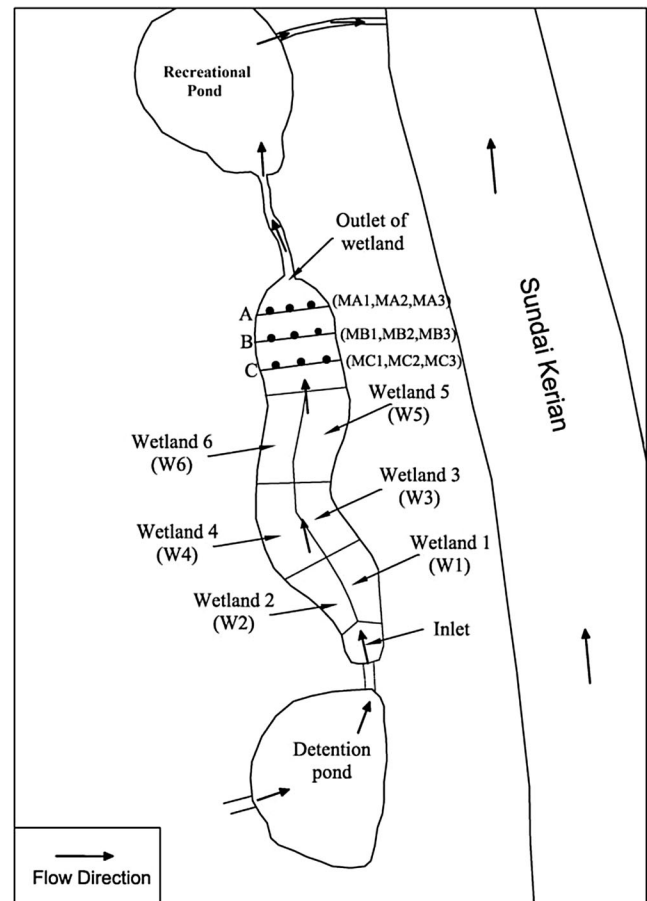 Recreational
Pond
Outlet of
wetland
A
(MA1,MA2,MA3)
B
(MB1,MB2,MB3)
C
(MC1,MC2,MC3)
Wetland 5
(W5)
Wetland 6
(W6)
Wetland 3
(W3)
Wetland 4
(W4)
Wetland 1
(W1)
Wetland 2
(W2)
Inlet
Sundai Kerian
Detention
pond
Flow Direction